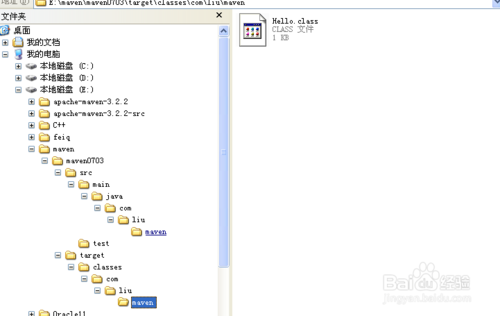 地址(D) E:\maven\maven0703\target\classes\com\liu\maven
文件夹
桌面
我的文档
我的电脑
本地磁盘 (C:)
本地磁盘 (D:)
本地磁盘 (E:)
apache-maven-3.2.2
apache-maven-3.2.2-src
C++
feiq
maven
maven0703
src
main
java
com
liu
maven
test
target
classes
com
liu
maven
Oracle11
Hello.class
CLASS 文件
1 KB
Baidu 经验
jingyan.baidu.com